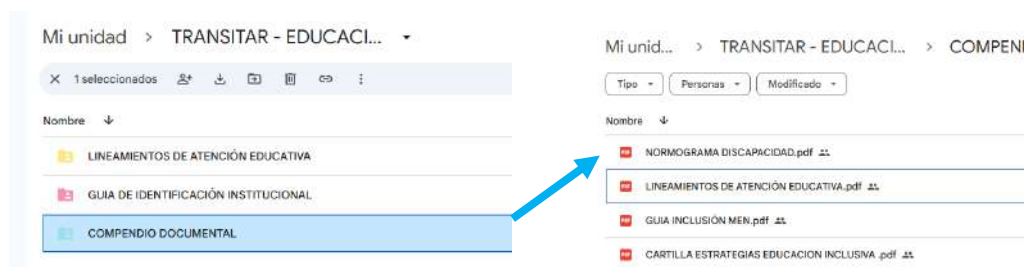 Mi unidad > TRANSITAR - EDUCACI...
1 seleccionados
Nombre
LINEAMIENTOS DE ATENCIÓN EDUCATIVA
GUIA DE IDENTIFICACIÓN INSTITUCIONAL
COMPENDIO DOCUMENTAL
Mi unid... > TRANSITAR - EDUCACI... > COMPENI
Tipo Personas Modificado
Nombre
NORMOGRAMA DISCAPACIDAD.pdf
LINEAMIENTOS DE ATENCIÓN EDUCATIVA.pdf
GUIA INCLUSIÓN MEN.pdf
CARTILLA ESTRATEGIAS EDUCACION INCLUSIVA .pdf